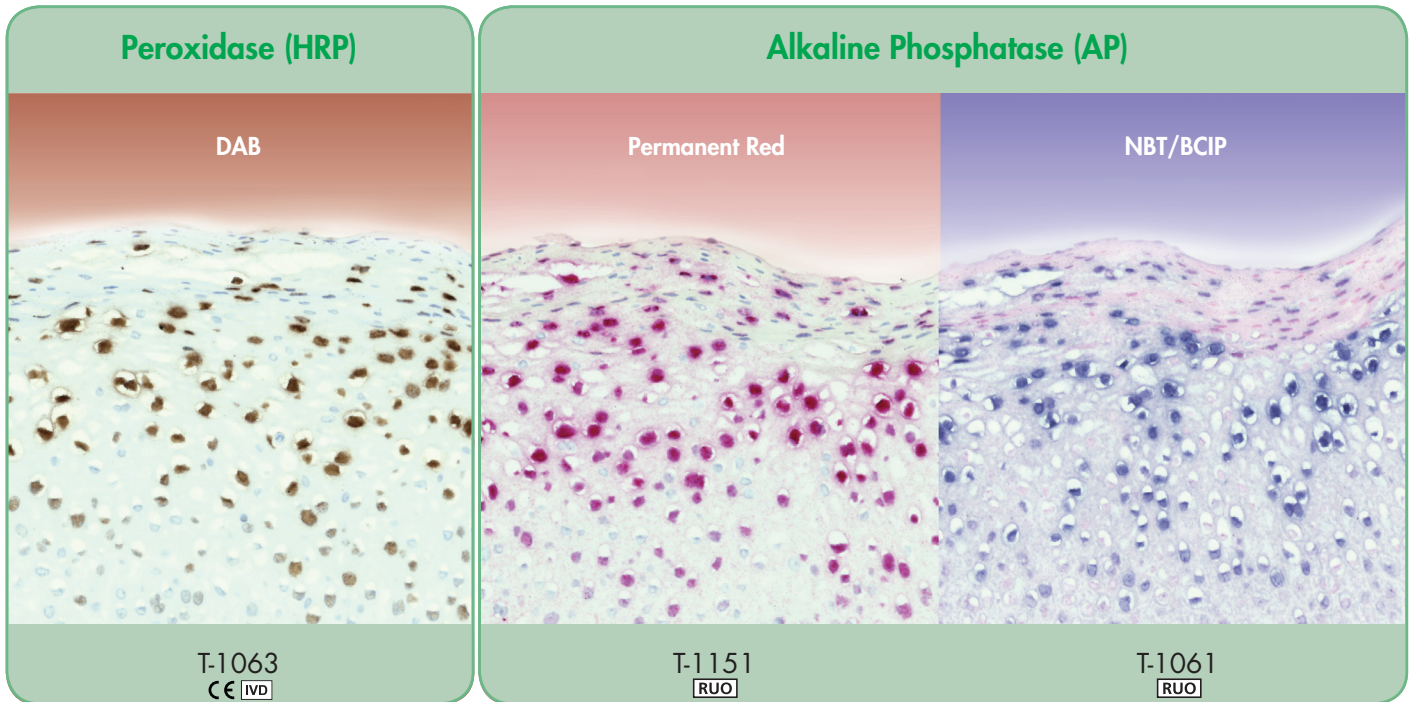 Peroxidase (HRP)
Alkaline Phosphatase (AP)
DAB
Permanent Red
NBT/BCIP
T-1063
CE IVD
T-1151
RUO
T-1061
RUO